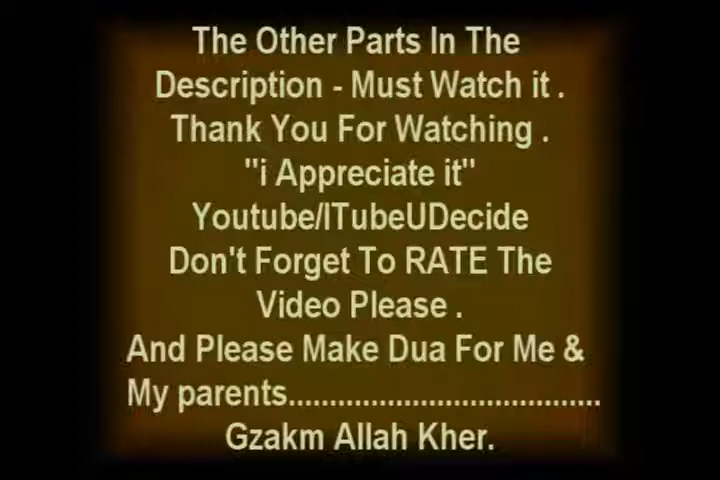 The Other Parts In The
Description - Must Watch it .
Thank You For Watching .
"i Appreciate it"
Youtube/ITubeUDecide
Don't Forget To RATE The
Video Please .
And Please Make Dua For Me &
My parents......................................
Gzakm Allah Kher.